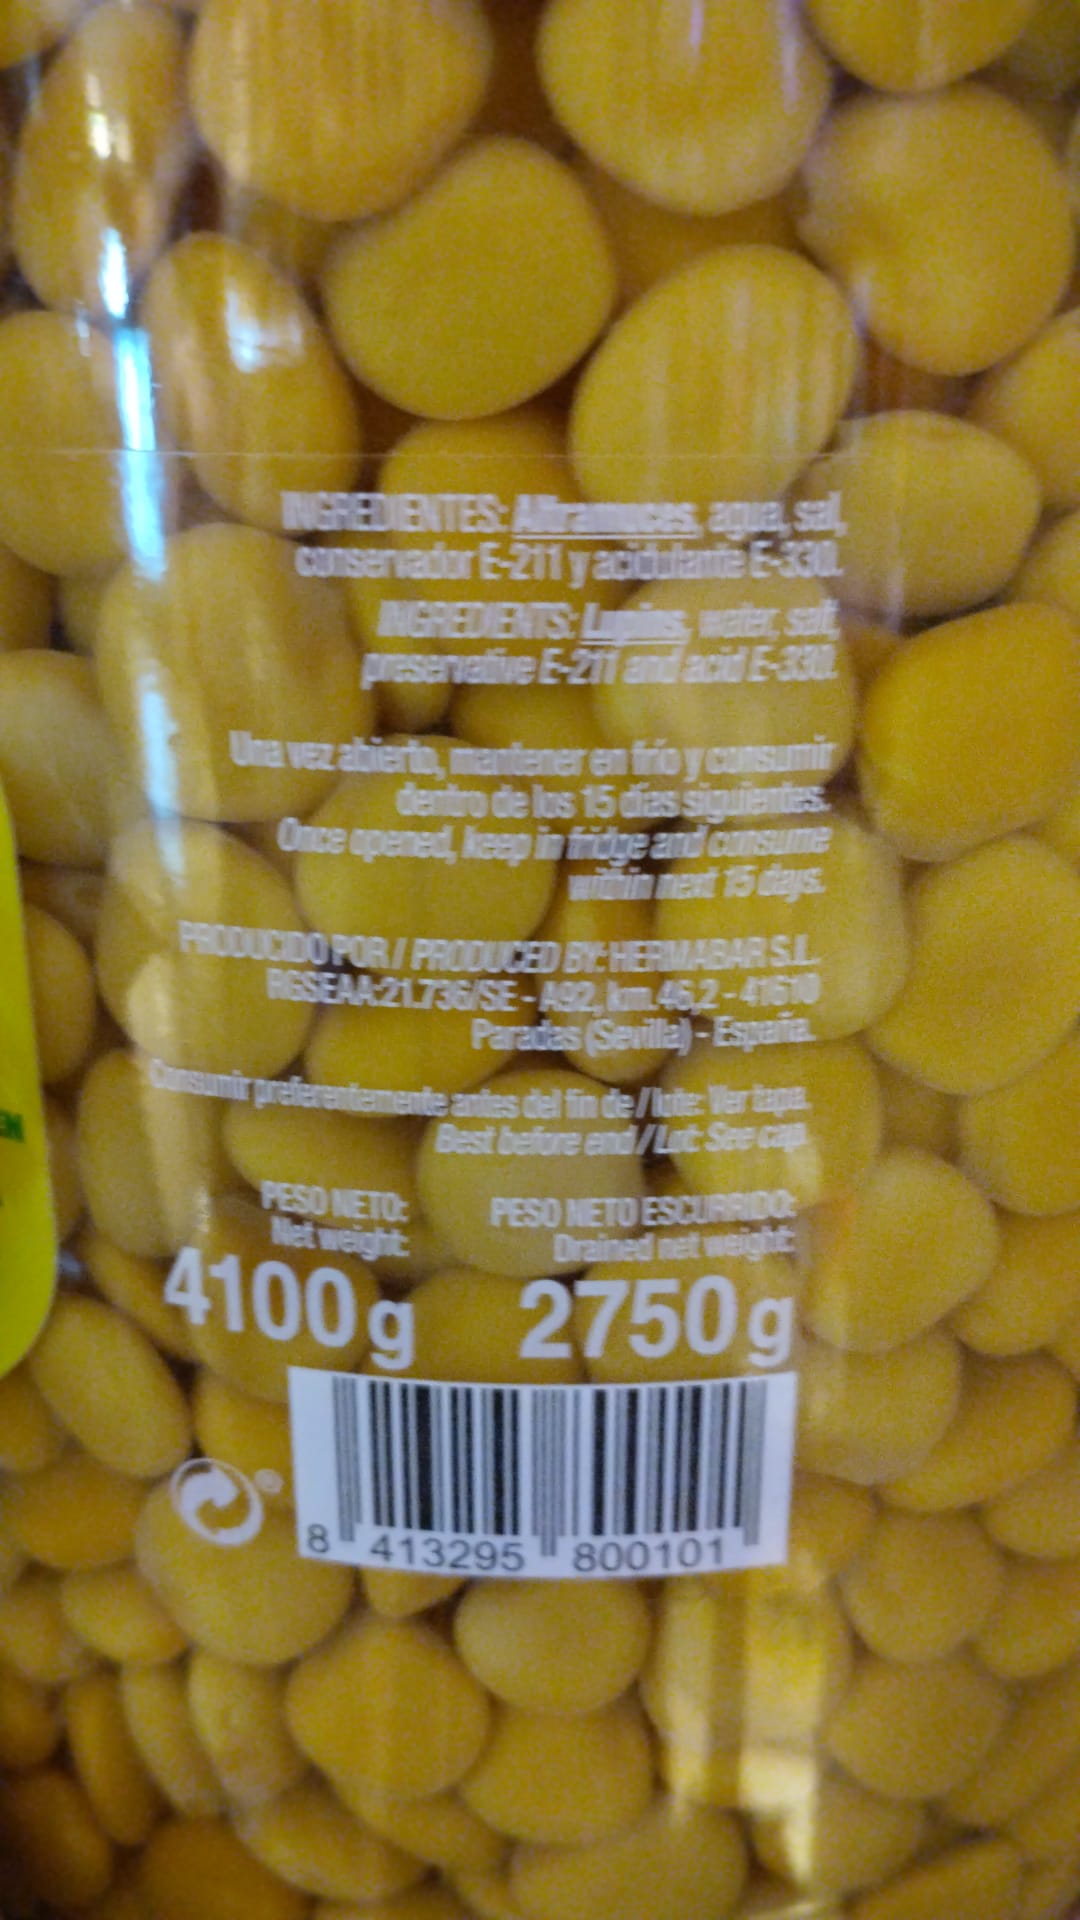 INGREDIENTES: Altramuces, agua, sal,
conservador E-211 y acidulante E-330.
INGREDIENTS: Lupins, water, salt,
preservative E-211 and acid E-330.
Una vez abierto, mantener en frío y consumir
dentro de los 15 días siguientes.
Once opened, keep in fridge and consume
within next 15 days.
PRODUCIDO POR / PRODUCED BY: HERMABAR S.L.
RGSEAA:21.736/SE - A92, km. 46,2 - 41610
Paradas (Sevilla) - España.
Consumir preferentemente antes del fin de / lote: Ver tapa.
Best before end / Lot: See cap.
PESO NETO: PESO NETO ESCURRIDO:
Net weight: Drained net weight:
4100 g 2750 g
8 413295 800101